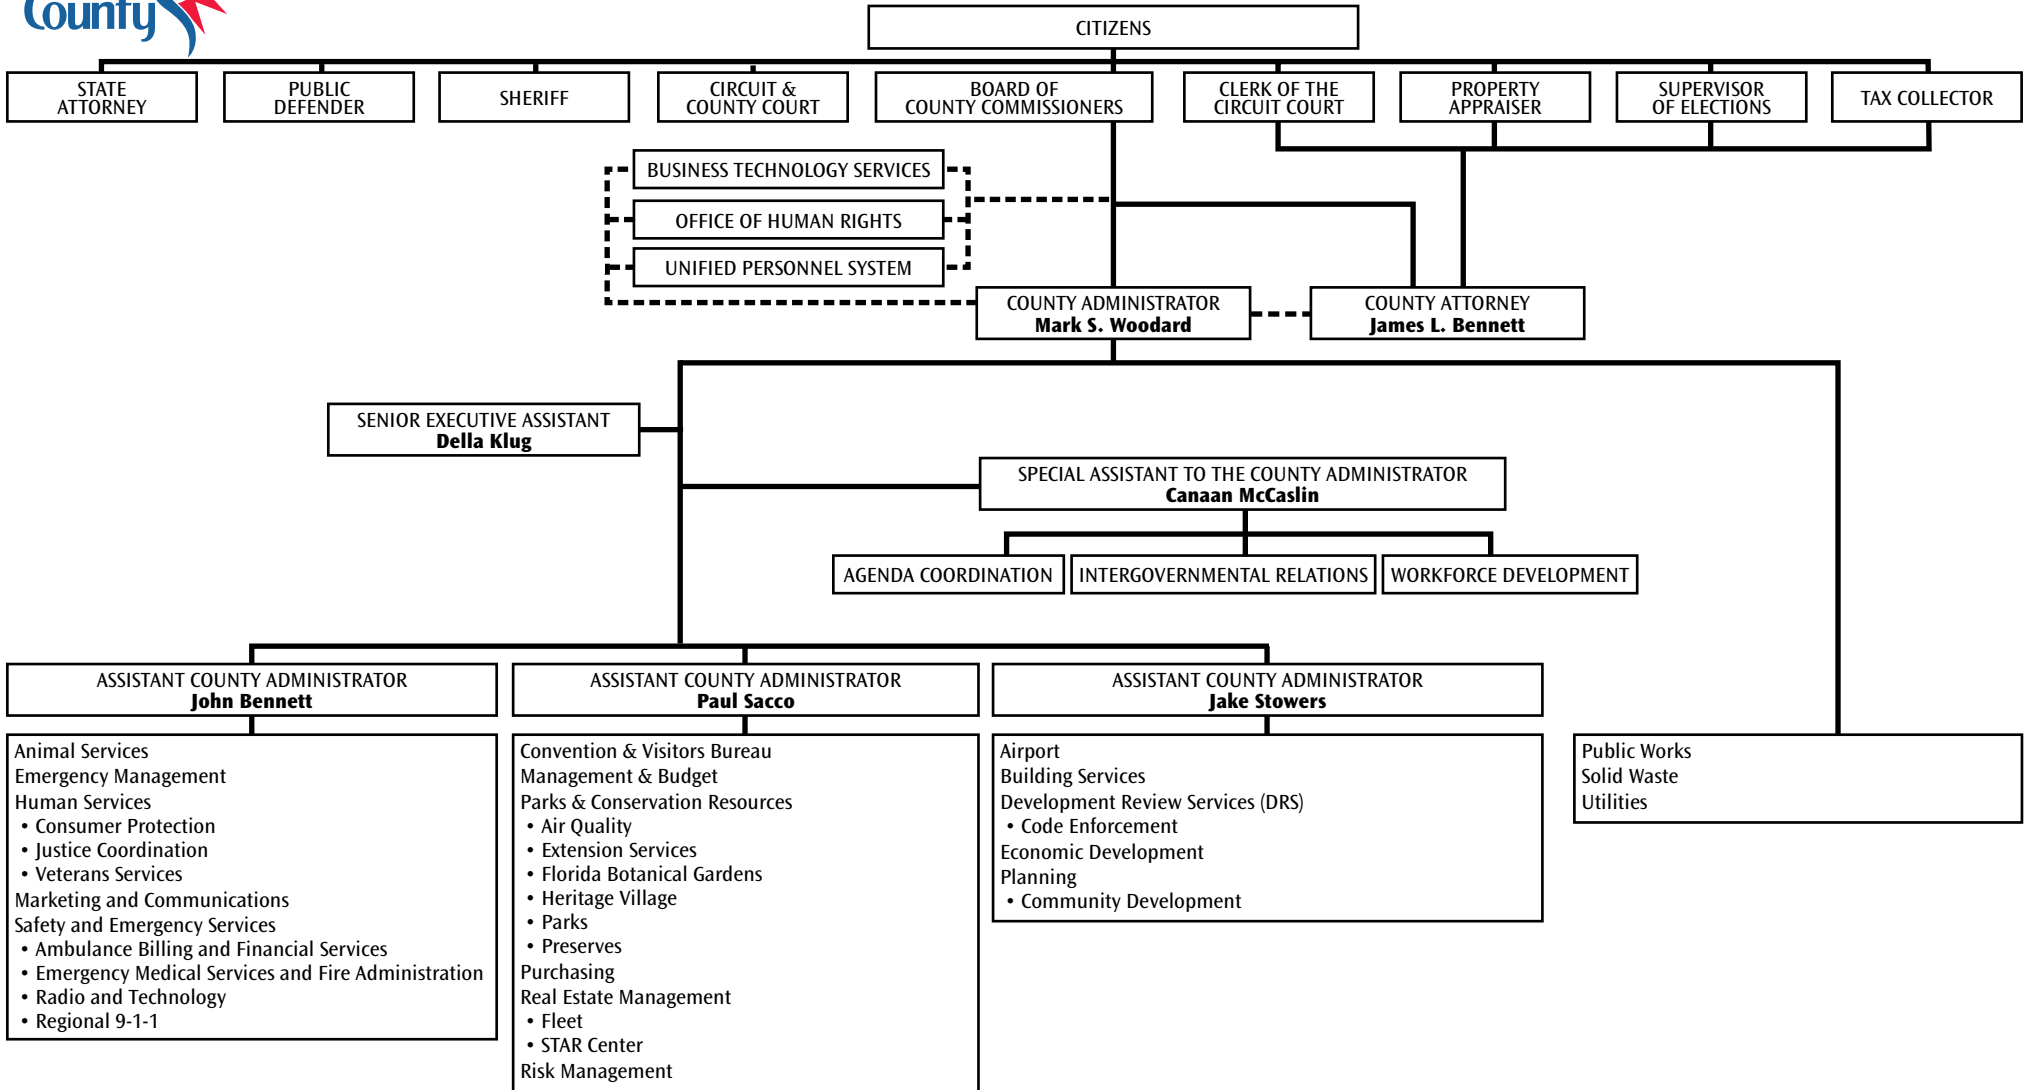 County
CITIZENS
STATE
ATTORNEY
PUBLIC
DEFENDER
SHERIFF
CIRCUIT &
COUNTY COURT
BOARD OF
COUNTY COMMISSIONERS
CLERK OF THE
CIRCUIT COURT
PROPERTY
APPRAISER
SUPERVISOR
OF ELECTIONS
TAX COLLECTOR
BUSINESS TECHNOLOGY SERVICES
OFFICE OF HUMAN RIGHTS
UNIFIED PERSONNEL SYSTEM
COUNTY ADMINISTRATOR
Mark S. Woodard
COUNTY ATTORNEY
James L. Bennett
SENIOR EXECUTIVE ASSISTANT
Della Klug
SPECIAL ASSISTANT TO THE COUNTY ADMINISTRATOR
Canaan McCaslin
AGENDA COORDINATION
INTERGOVERNMENTAL RELATIONS
WORKFORCE DEVELOPMENT
ASSISTANT COUNTY ADMINISTRATOR
John Bennett
Animal Services
Emergency Management
Human Services
• Consumer Protection
• Justice Coordination
• Veterans Services
Marketing and Communications
Safety and Emergency Services
• Ambulance Billing and Financial Services
• Emergency Medical Services and Fire Administration
• Radio and Technology
• Regional 9-1-1
ASSISTANT COUNTY ADMINISTRATOR
Paul Sacco
Convention & Visitors Bureau
Management & Budget
Parks & Conservation Resources
• Air Quality
• Extension Services
• Florida Botanical Gardens
• Heritage Village
• Parks
• Preserves
Purchasing
Real Estate Management
• Fleet
• STAR Center
Risk Management
ASSISTANT COUNTY ADMINISTRATOR
Jake Stowers
Airport
Building Services
Development Review Services (DRS)
• Code Enforcement
Economic Development
Planning
• Community Development
Public Works
Solid Waste
Utilities